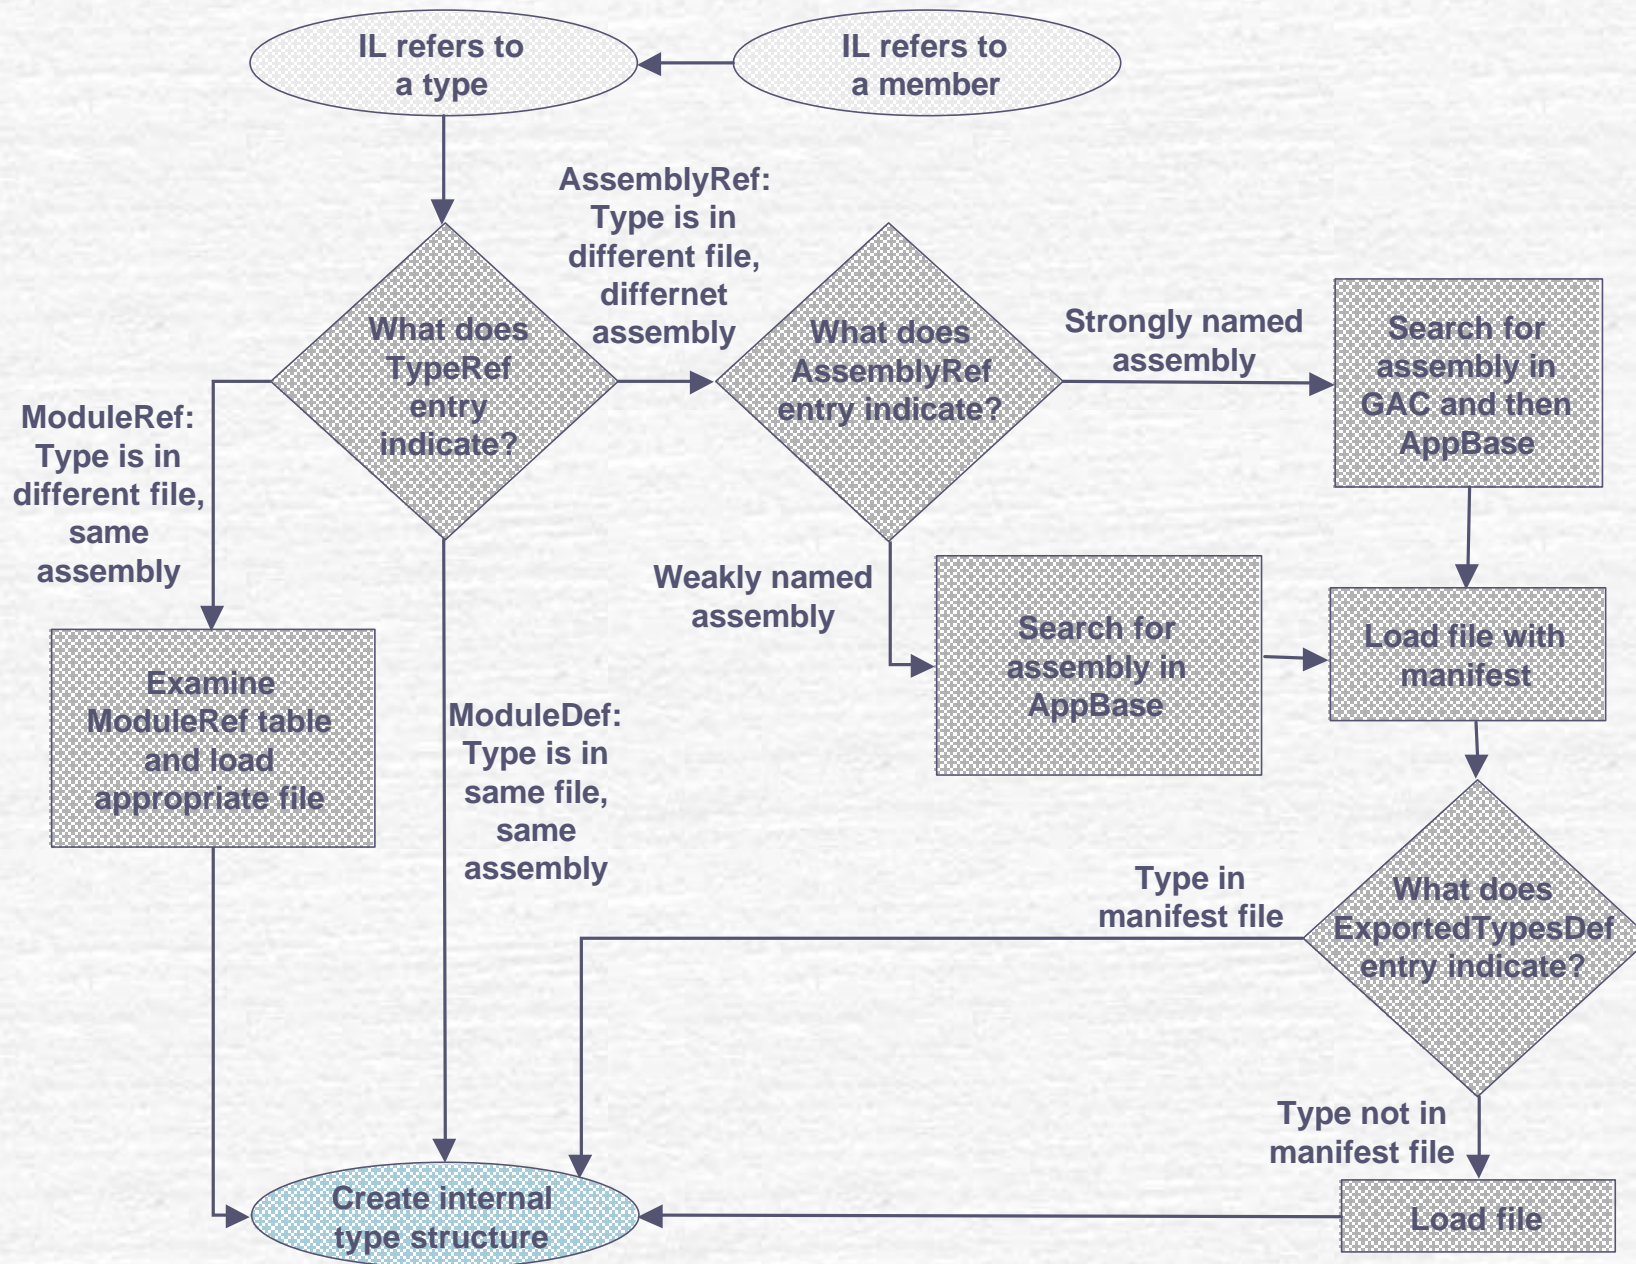 IL refers to
a type
IL refers to
a member
AssemblyRef:
Type is in
different file,
differnet
assembly
What does
TypeRef
entry
indicate?
What does
AssemblyRef
entry indicate?
Strongly named
assembly
Search for
assembly in
GAC and then
AppBase
ModuleRef:
Type is in
different file,
same
assembly
Weakly named
assembly
Search for
assembly in
AppBase
Load file with
manifest
Examine
ModuleRef table
and load
appropriate file
ModuleDef:
Type is in
same file,
same
assembly
Type in
manifest file
What does
ExportedTypesDef
entry indicate?
Type not in
manifest file
Create internal
type structure
Load file